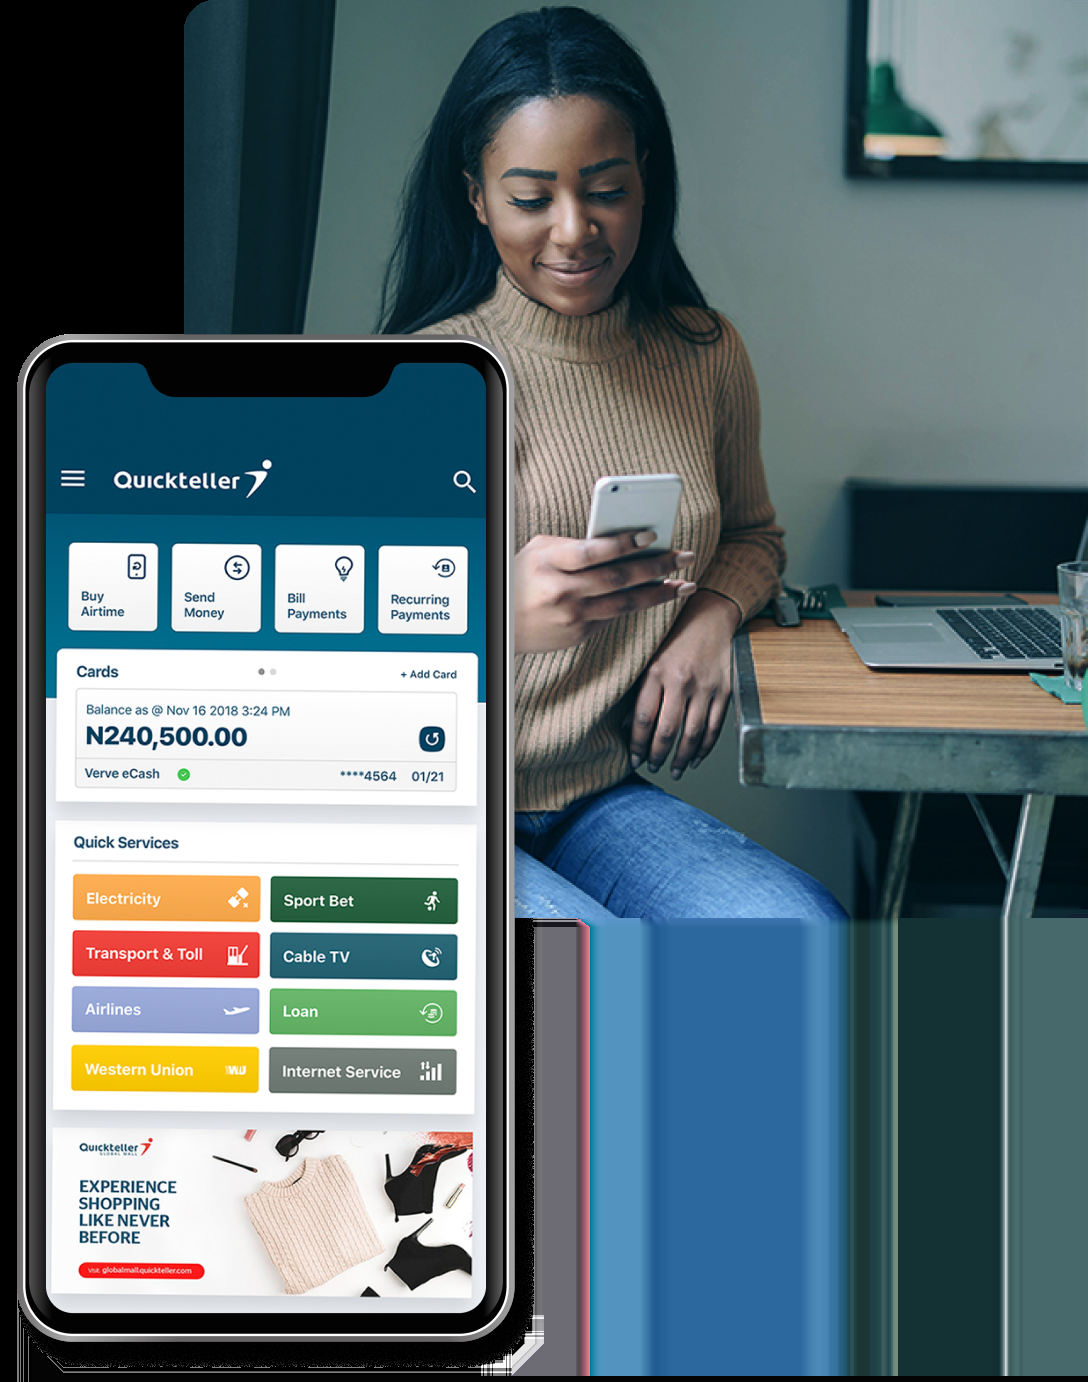 Quickteller
Buy
Airtime
Send
Money
Bill
Payments
Recurring
Payments
Cards
+ Add Card
Balance as @ Nov 16 2018 3:24 PM
N240,500.00
Verve eCash
****4564 01/21
Quick Services
Electricity
Sport Bet
Transport & Toll
Cable TV
Airlines
Loan
Western Union
WU
Internet Service
Quickteller
GLOBAL MALL
EXPERIENCE
SHOPPING
LIKE NEVER
BEFORE
Visit. globalmall.quickteller.com